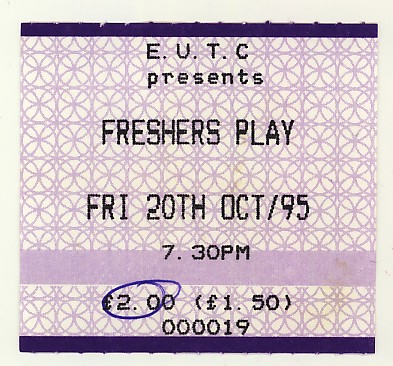 E.U.T.C
presents
FRESHERS PLAY
FRI 20TH OCT/95
7.30PM
£2.00 (£1.50)
000019